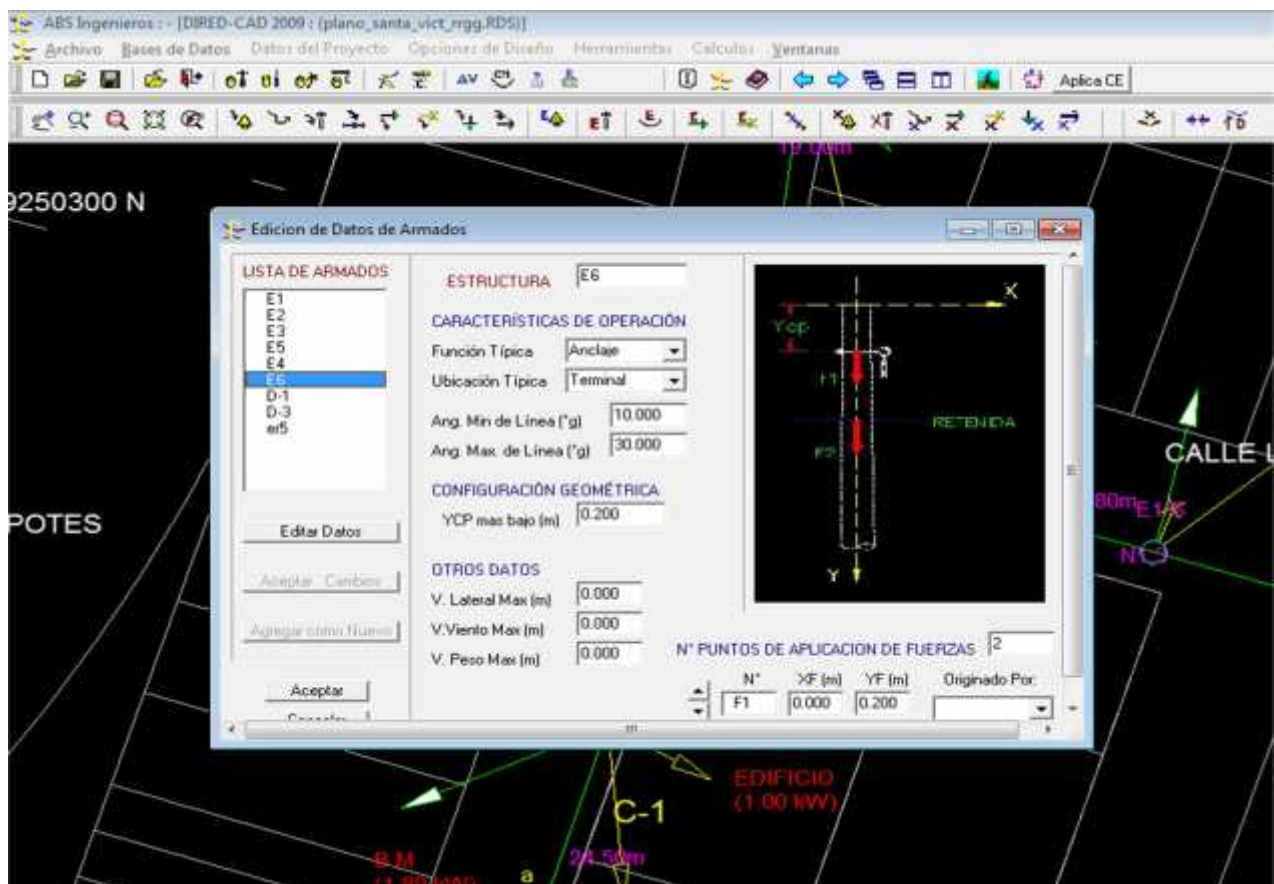 ABS Ingenieros : - [DIRED-CAD 2009 : (plano_santa_vict_rrgg.RDS)]
Archivo Bases de Datos Datos del Proyecto Opciones de Diseño Herramientas Calculos Ventanas
Aplica CE
19.00m
9250300 N
Edicion de Datos de Armados
LISTA DE ARMADOS
E1
E2
E3
E5
E4
E6
D-1
D-3
er5
Editar Datos
Aceptar Cambios
Agregar como Nuevo
Aceptar
Cancelar
ESTRUCTURA E6
CARACTERÍSTICAS DE OPERACIÓN
Función Típica Anclaje
Ubicación Típica Terminal
Ang. Min de Línea (°g) 10.000
Ang. Max. de Línea (°g) 30.000
CONFIGURACIÓN GEOMÉTRICA
YCP mas bajo (m) 0.200
OTROS DATOS
V. Lateral Max (m) 0.000
V.Viento Max (m) 0.000
V. Peso Max (m) 0.000
X
Ycp
F1
RETENIDA
F2
Y
N° PUNTOS DE APLICACION DE FUERZAS 2
N° XF (m) YF (m) Originado Por:
F1 0.000 0.200
POTES
CALLE L
80m
EDIFICIO
(1.00 kW)
C-1
24.50m
B.M
(1.80 kW)
a